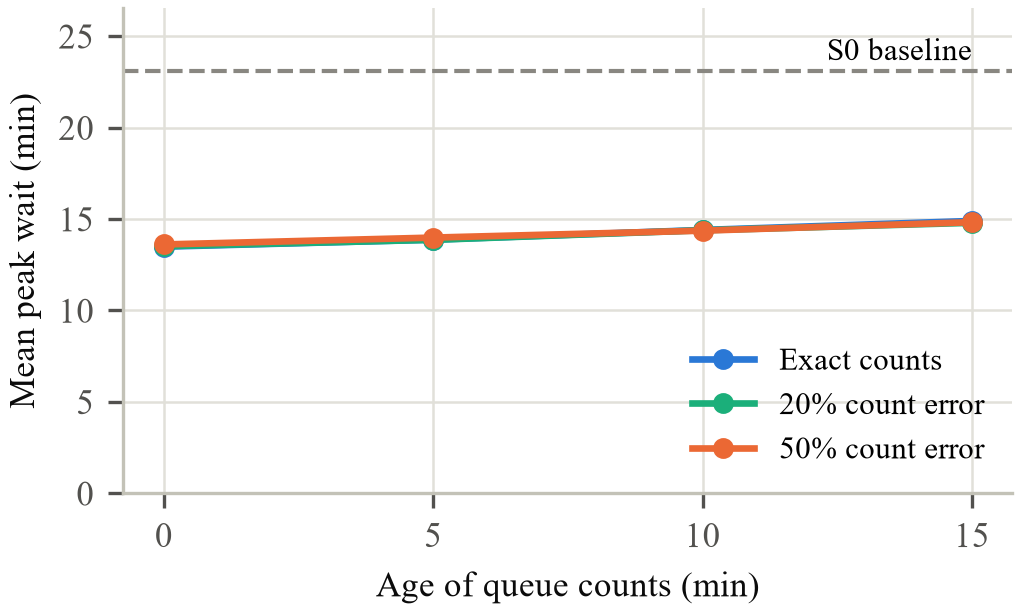 25
S0 baseline
20
15
10
5
0
Mean peak wait (min)
Exact counts
20% count error
50% count error
0 5 10 15
Age of queue counts (min)